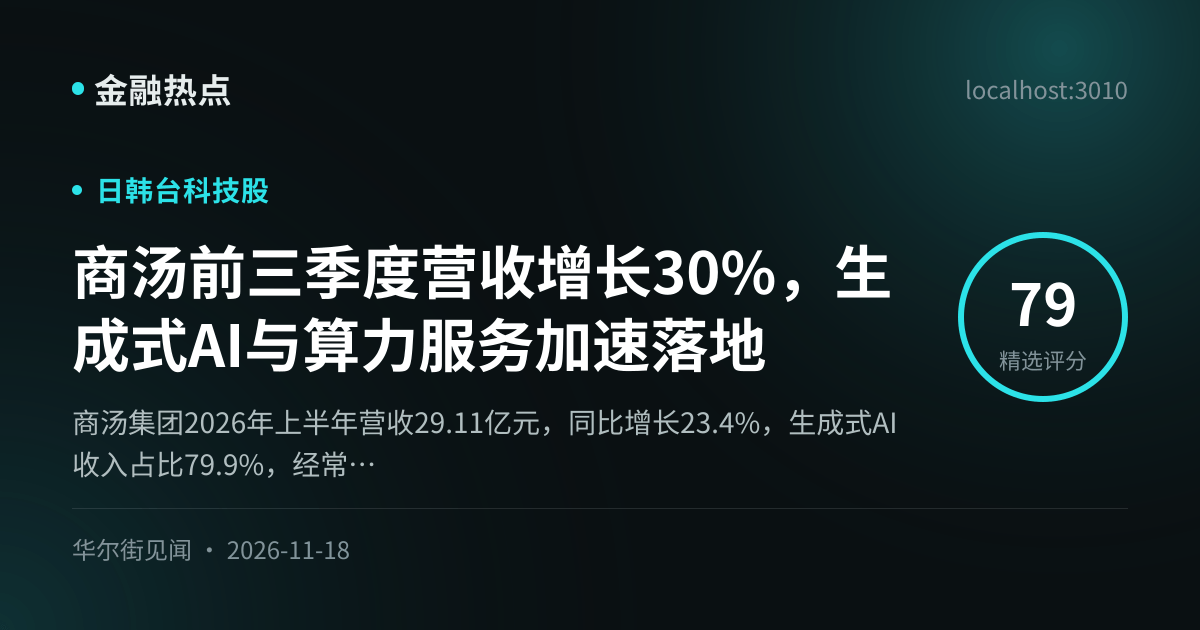 金融热点
localhost:3010
日韩台科技股
商汤前三季度营收增长30%，生
成式AI与算力服务加速落地
79
精选评分
商汤集团2026年上半年营收29.11亿元，同比增长23.4%，生成式AI
收入占比79.9%，经常…
华尔街见闻 · 2026-11-18